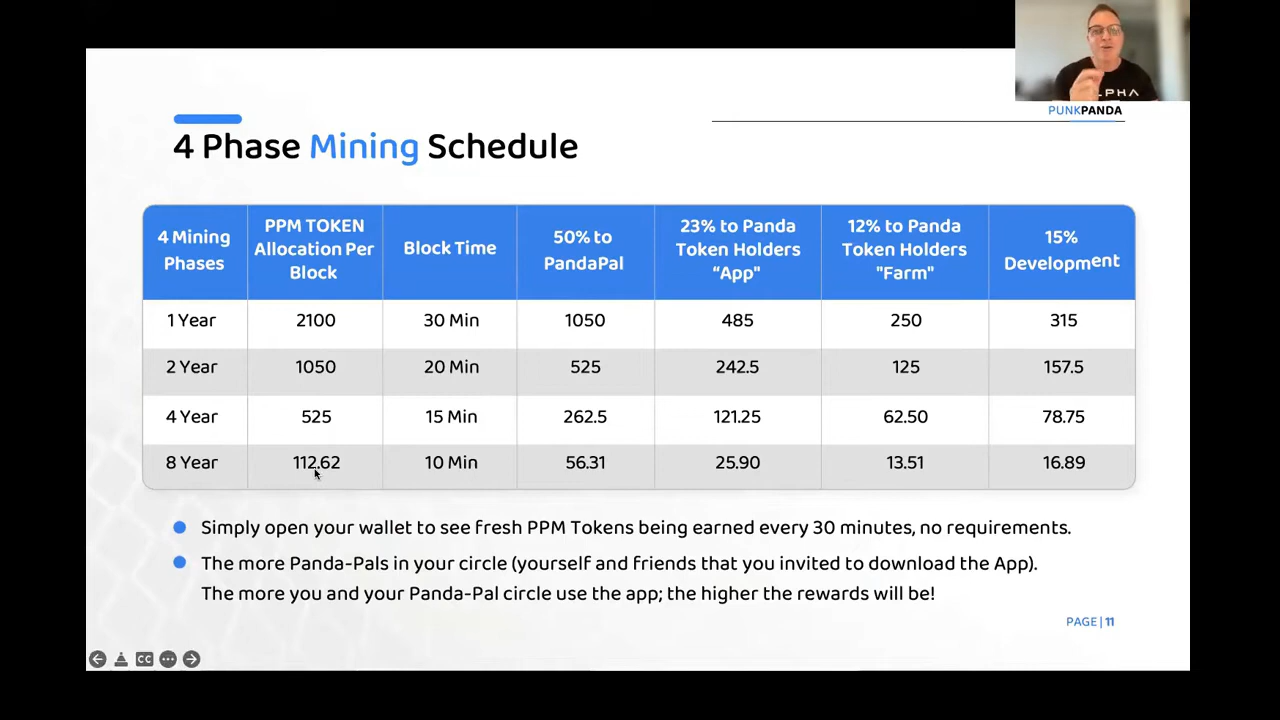 ALPHA
PUNKPANDA
4 Phase Mining Schedule
4 Mining Phases
PPM TOKEN Allocation Per Block
Block Time
50% to PandaPal
23% to Panda Token Holders “App"
12% to Panda Token Holders "Farm"
15% Development
1 Year 2100 30 Min 1050 485 250 315
2 Year 1050 20 Min 525 242.5 125 157.5
4 Year 525 15 Min 262.5 121.25 62.50 78.75
8 Year 112.62 10 Min 56.31 25.90 13.51 16.89
Simply open your wallet to see fresh PPM Tokens being earned every 30 minutes, no requirements.
The more Panda-Pals in your circle (yourself and friends that you invited to download the App).
The more you and your Panda-Pal circle use the app; the higher the rewards will be!
PAGE | 11
CC